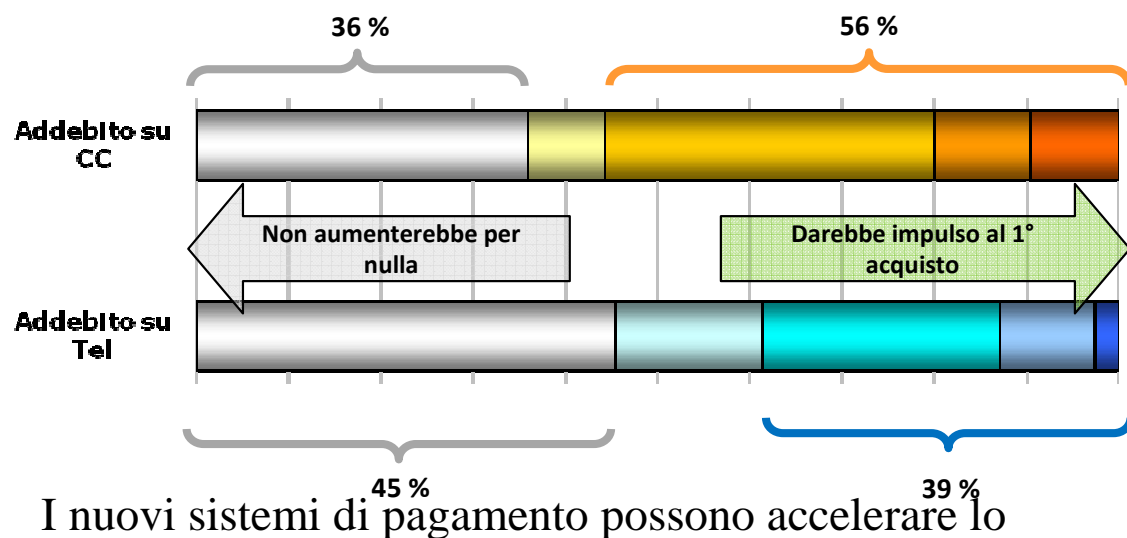 36 %
56 %
Addebito su
CC
Non aumenterebbe per
nulla
Darebbe impulso al 1°
acquisto
Addebito su
Tel
45 %
39 %
I nuovi sistemi di pagamento possono accelerare lo